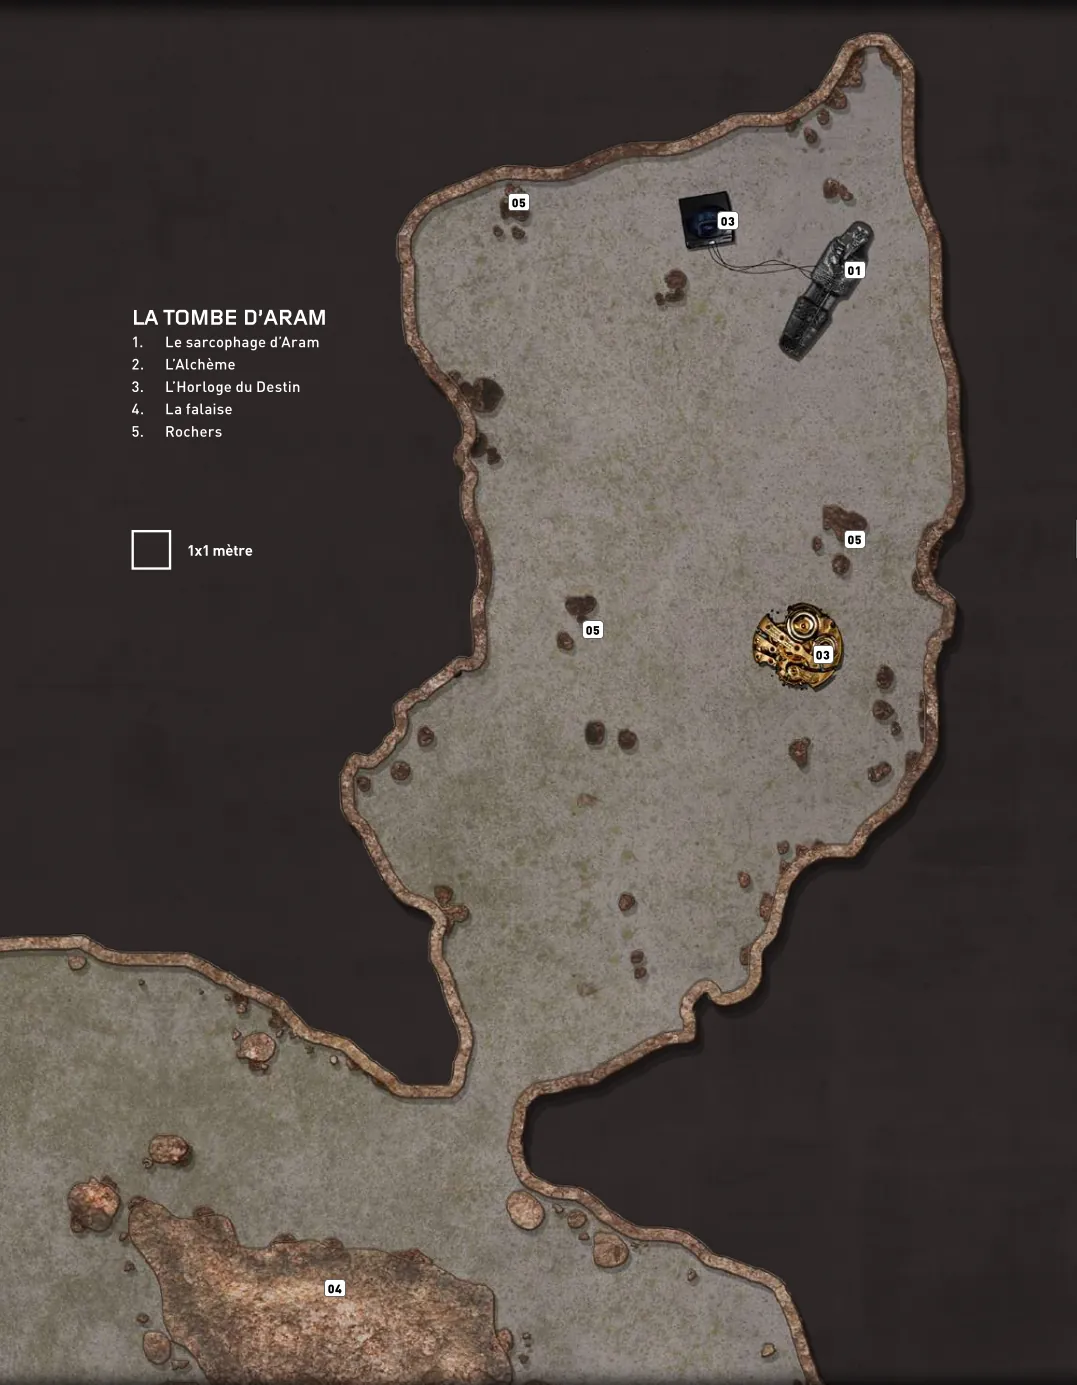 05
03
01
LA TOMBE D'ARAM
1. Le sarcophage d'Aram
2. L'Alchème
3. L'Horloge du Destin
4. La falaise
5. Rochers
1x1 mètre
05
05
03
04